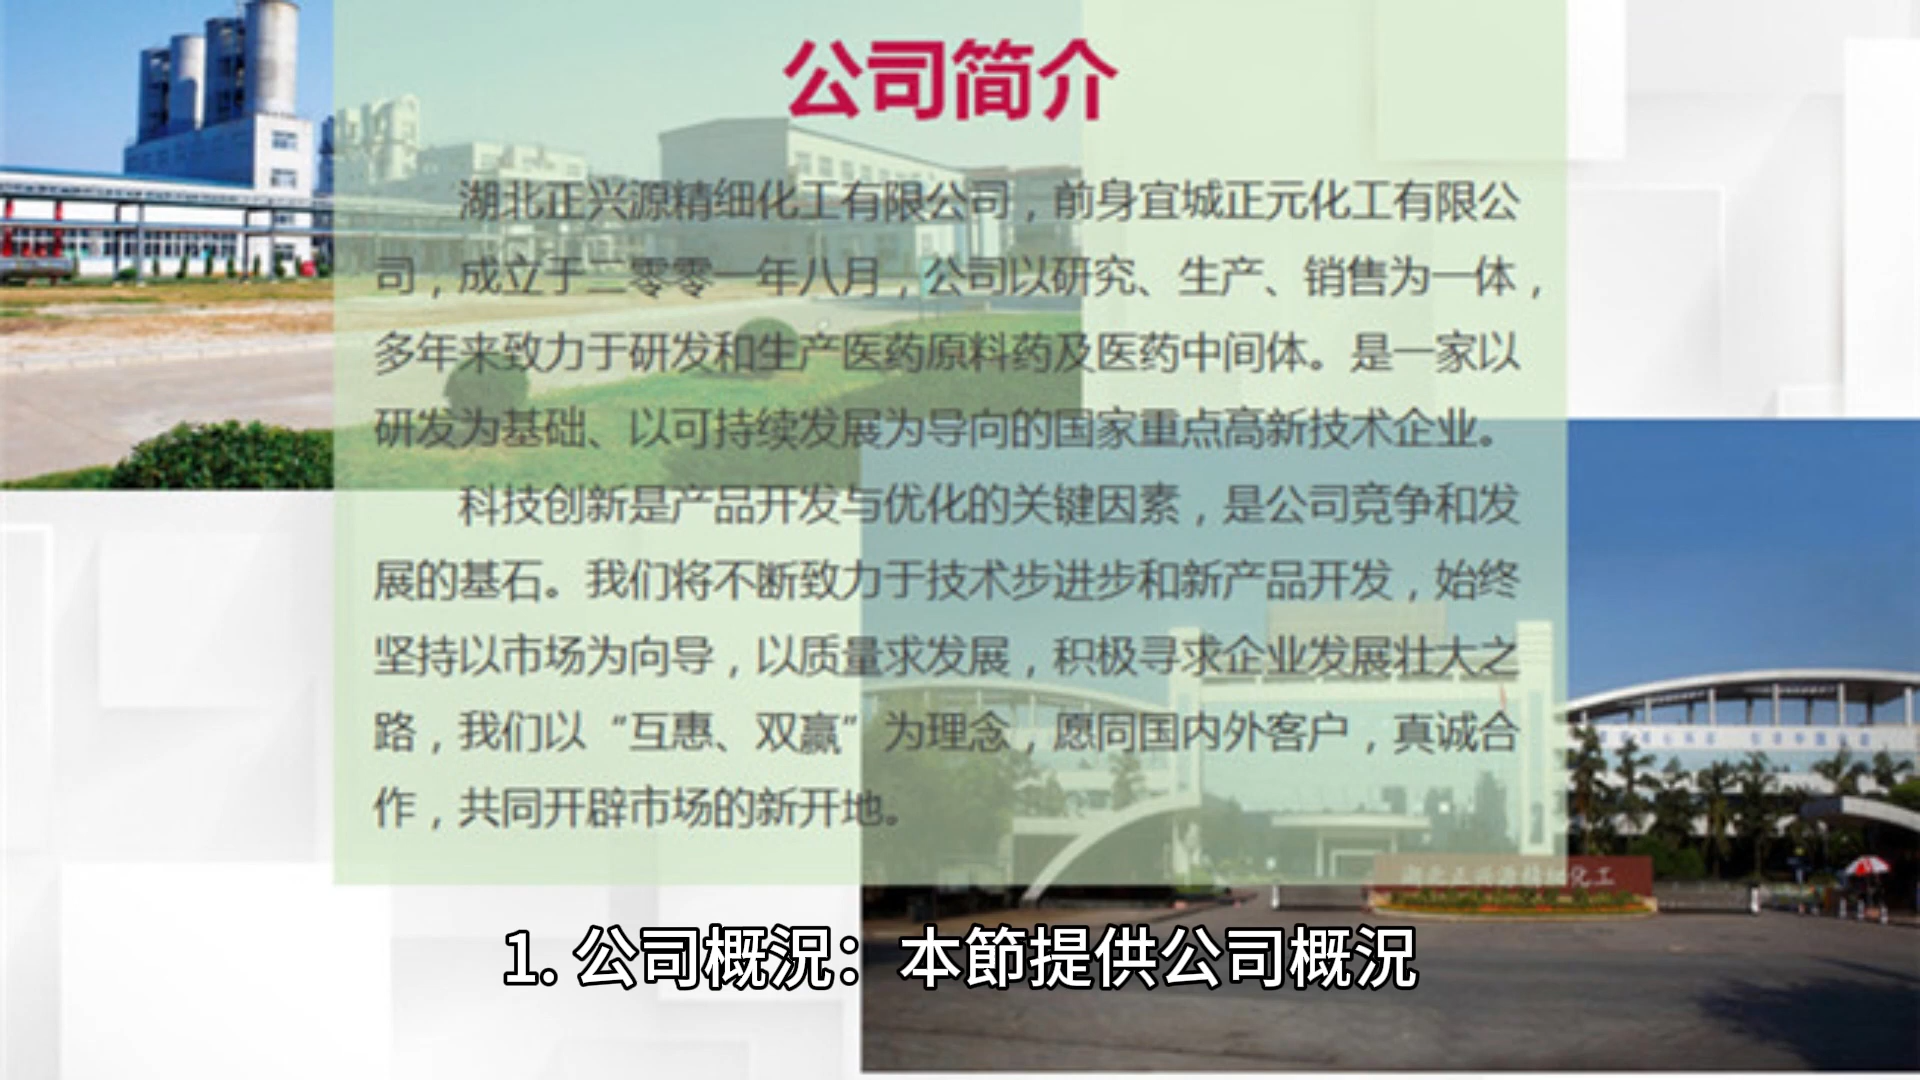 公司简介
湖北正兴源精细化工有限公司，前身宜城正元化工有限公
司，成立于二零零一年八月，公司以研究、生产、销售为一体，
多年来致力于研发和生产医药原料药及医药中间体。是一家以
研发为基础、以可持续发展为导向的国家重点高新技术企业。
科技创新是产品开发与优化的关键因素，是公司竞争和发
展的基石。我们将不断致力于技术步进步和新产品开发，始终
坚持以市场为向导，以质量求发展，积极寻求企业发展壮大之
路，我们以“互惠、双赢”为理念，愿同国内外客户，真诚合
作，共同开辟市场的新开地。
湖北正兴源精细化工
1. 公司概況：本節提供公司概況